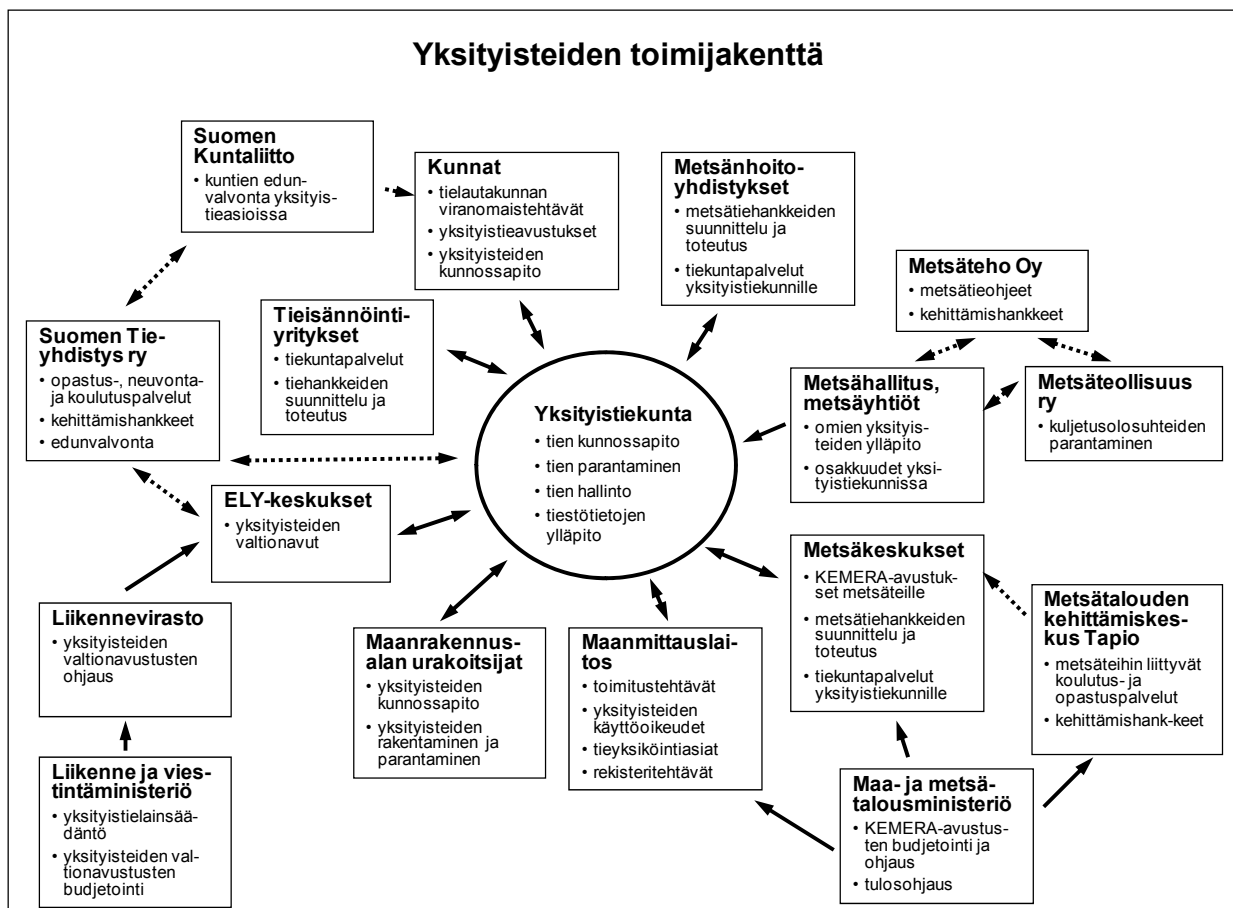 Yksityisteiden toimijakenttä
Suomen
Kuntaliitto
• kuntien edun-
valvonta yksityis-
tieasioissa
Kunnat
• tielautakunnan
viranomaistehtävät
• yksityistieavustukset
• yksityisteiden
kunnossapito
Metsänhoito-
yhdistykset
• metsätiehankkeiden
suunnittelu ja
toteutus
• tiekuntapalvelut
yksityistiekunnille
Metsäteho Oy
• metsätieohjeet
• kehittämishankkeet
Suomen Tie-
yhdistys ry
• opastus-, neuvonta-
ja koulutuspalvelut
• kehittämishankkeet
• edunvalvonta
Tieisännöinti-
yritykset
• tiekuntapalvelut
• tiehankkeiden
suunnittelu ja
toteutus
Yksityistiekunta
• tien kunnossapito
• tien parantaminen
• tien hallinto
• tiestötietojen
ylläpito
Metsähallitus,
metsäyhtiöt
• omien yksityis-
teiden ylläpito
• osakkuudet yksi-
tyistiekunnissa
Metsäteollisuus
ry
• kuljetusolosuhteiden
parantaminen
ELY-keskukset
• yksityisteiden
valtionavut
Metsäkeskukset
• KEMERA-avustuk-
set metsäteille
• metsätiehankkeiden
suunnittelu ja
toteutus
• tiekuntapalvelut
yksityistiekunnille
Metsätalouden
kehittämiskes-
kus Tapio
• metsäteihin liittyvät
koulutus- ja
opastuspalvelut
• kehittämishank-keet
Liikennevirasto
• yksityisteiden
valtionavustusten
ohjaus
Maanrakennus-
alan urakoitsijat
• yksityisteiden
kunnossapito
• yksityisteiden
rakentaminen ja
parantaminen
Maanmittauslai-
tos
• toimitustehtävät
• yksityisteiden
käyttöoikeudet
• tieyksiköintiasiat
• rekisteritehtävät
Liikenne ja vies-
tintäministeriö
• yksityistielainsää-
däntö
• yksityisteiden val-
tionavustusten
budjetointi
Maa- ja metsä-
talousministeriö
• KEMERA-avustus-
ten budjetointi ja
ohjaus
• tulosohjaus